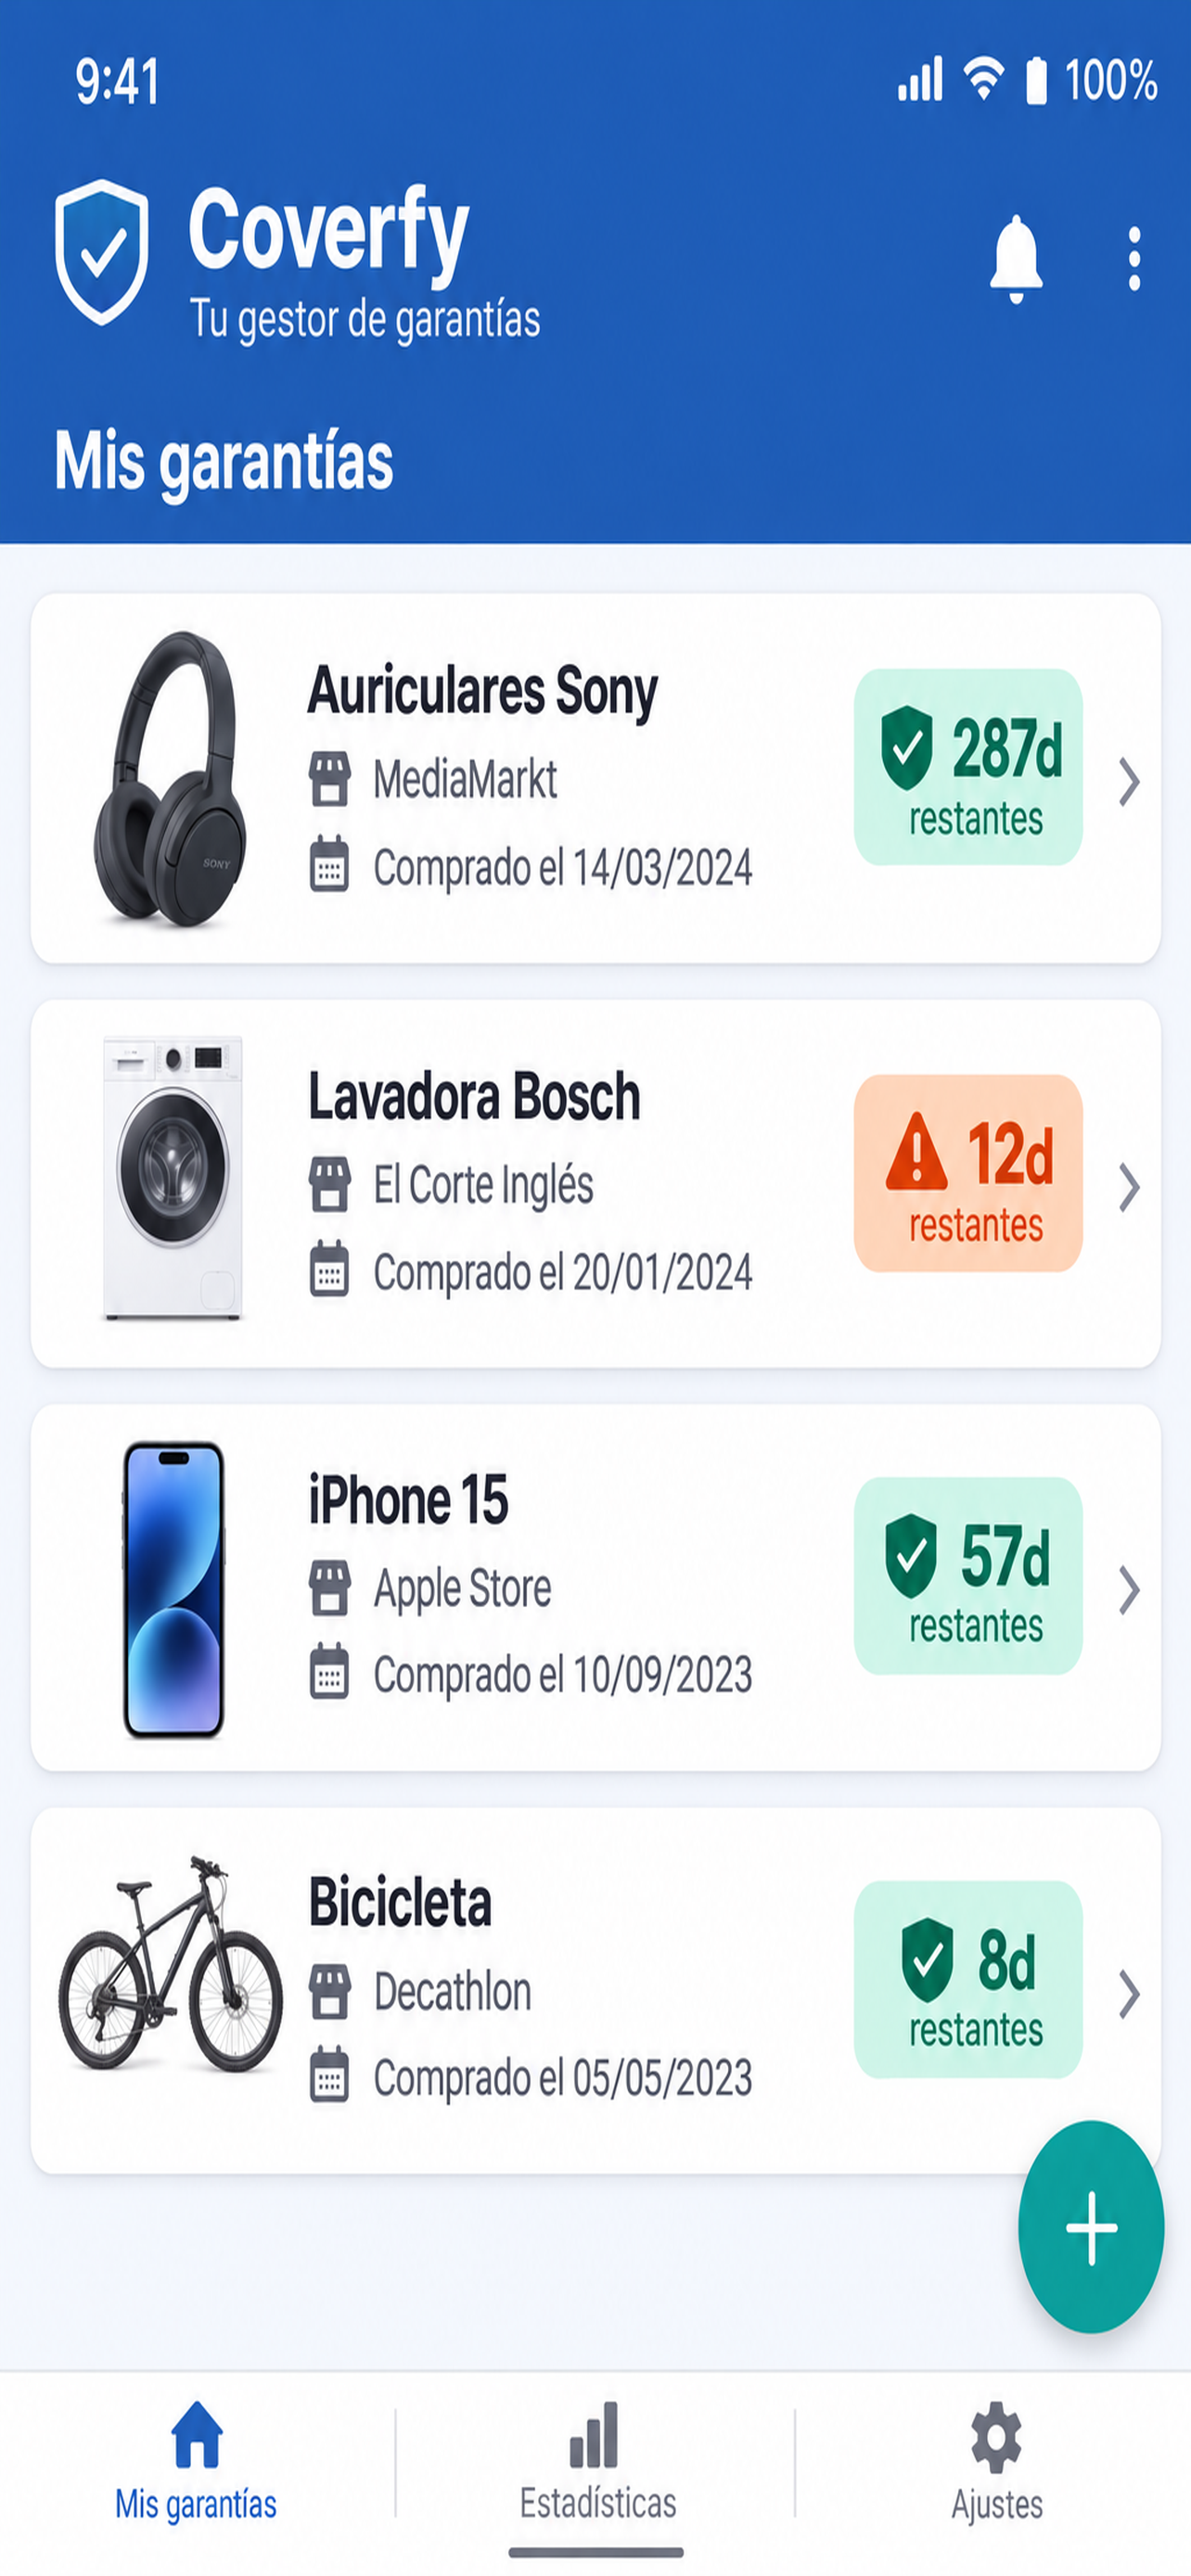 9:41
100%
Coverfy
Tu gestor de garantías
Mis garantías
Auriculares Sony
MediaMarkt
Comprado el 14/03/2024
287d
restantes
SONY
Lavadora Bosch
El Corte Inglés
Comprado el 20/01/2024
12d
restantes
iPhone 15
Apple Store
Comprado el 10/09/2023
57d
restantes
Bicicleta
Decathlon
Comprado el 05/05/2023
8d
restantes
Mis garantías
Estadísticas
Ajustes